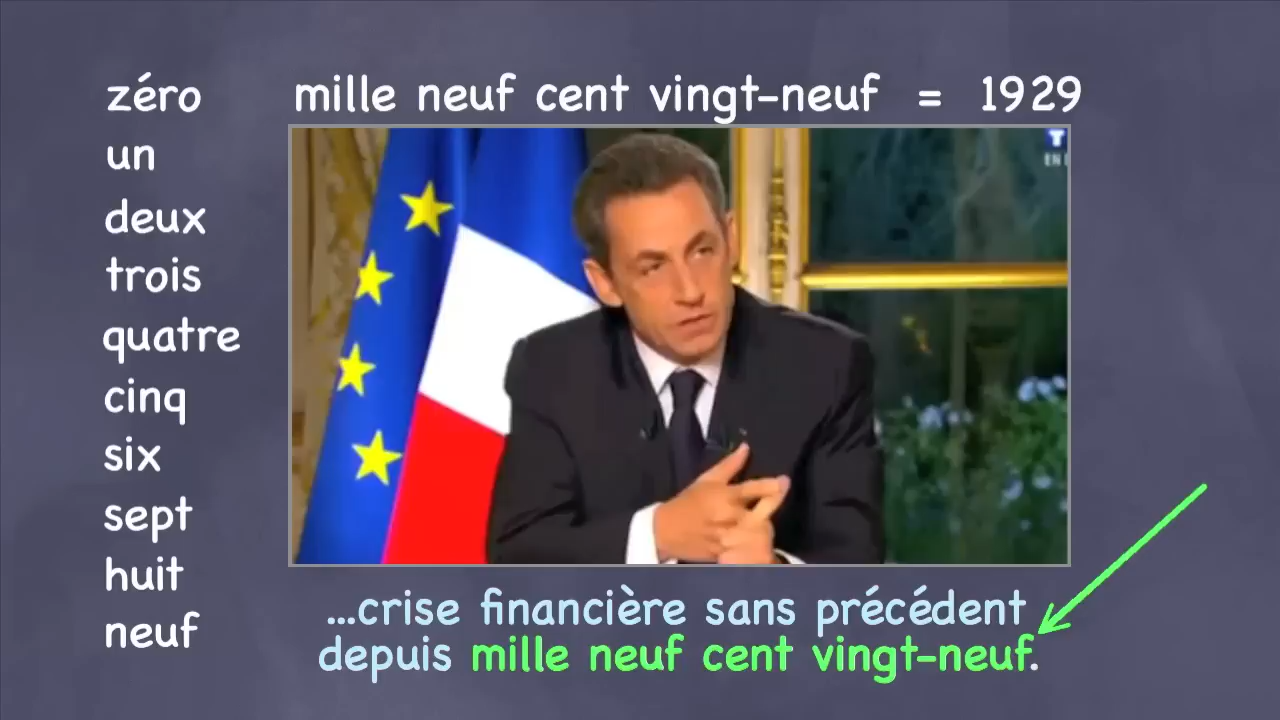 zéro
mille neuf cent vingt-neuf = 1929
un
deux
trois
quatre
cinq
six
sept
huit
neuf
...crise financière sans précédent
depuis mille neuf cent vingt-neuf.